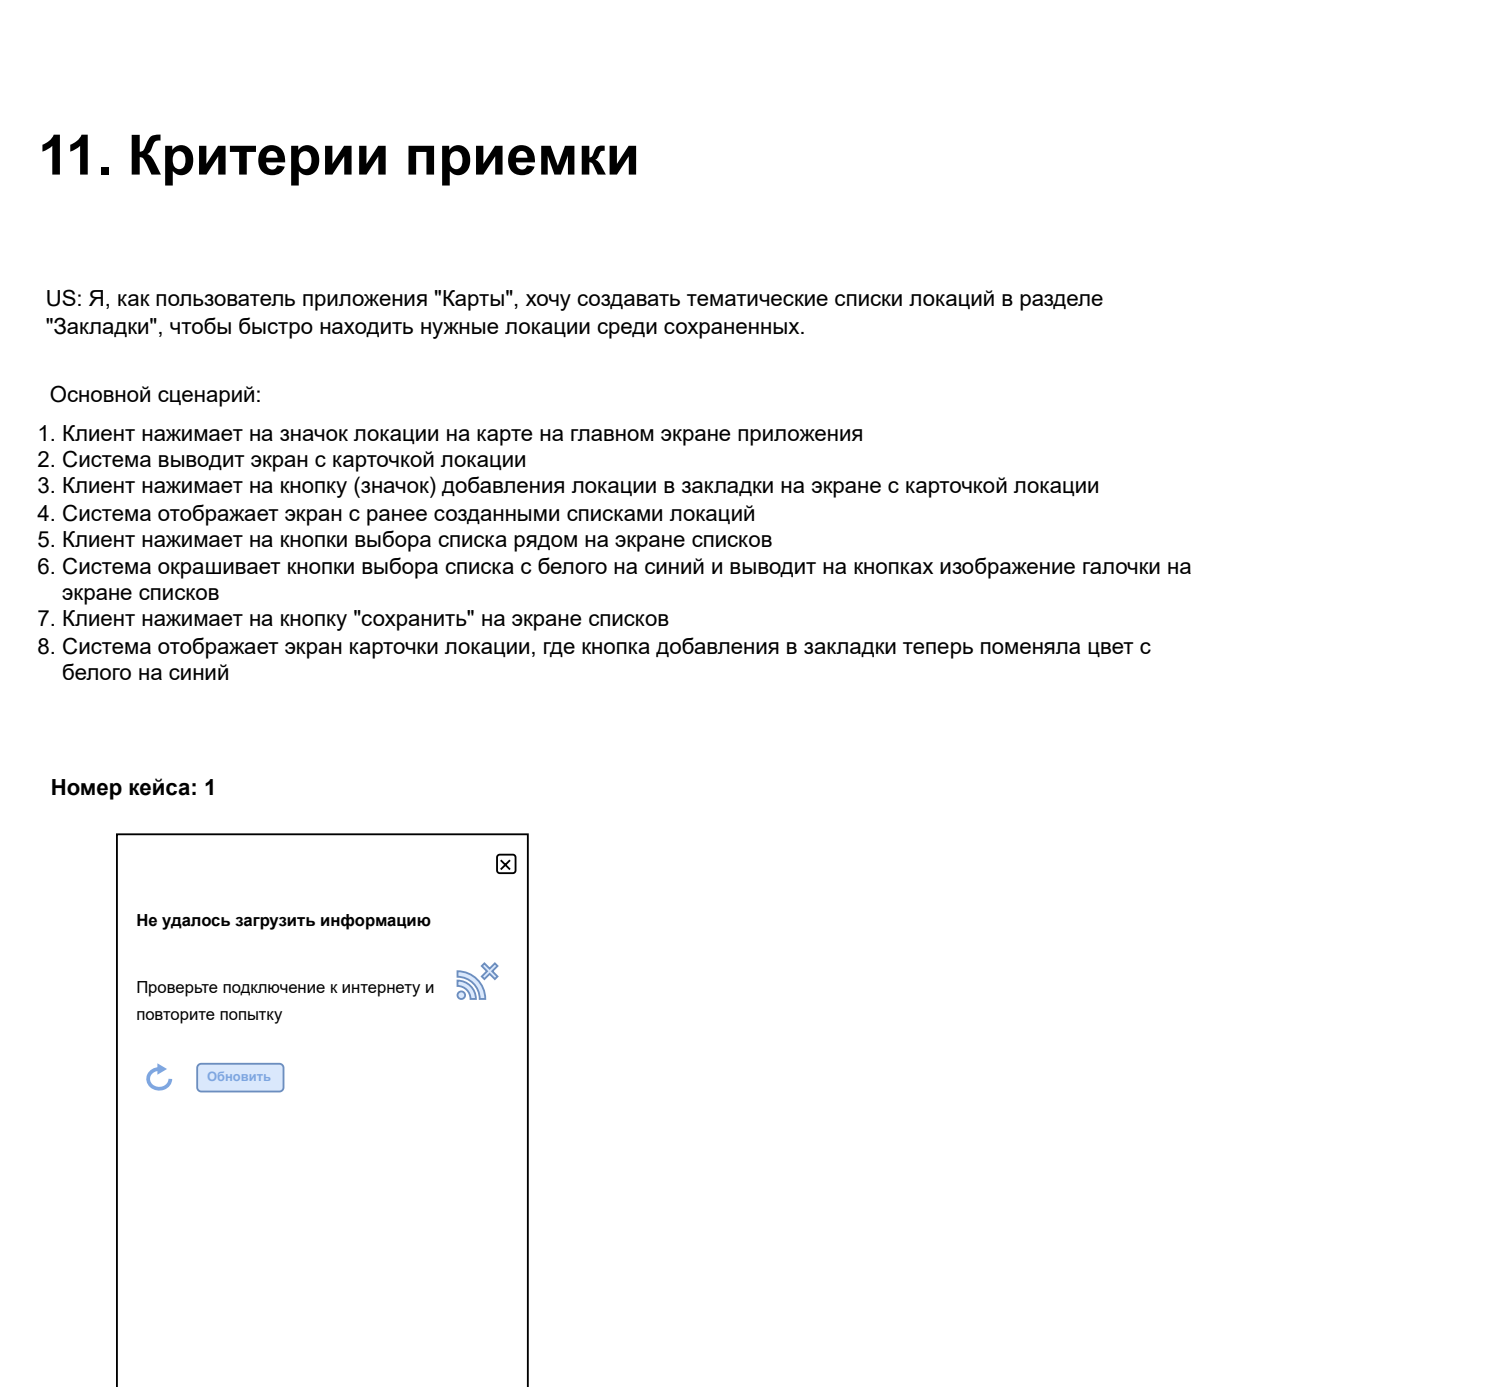 11. Критерии приемки
US: Я, как пользователь приложения "Карты", хочу создавать тематические списки локаций в разделе
"Закладки", чтобы быстро находить нужные локации среди сохраненных.
Основной сценарий:
1. Клиент нажимает на значок локации на карте на главном экране приложения
2. Система выводит экран с карточкой локации
3. Клиент нажимает на кнопку (значок) добавления локации в закладки на экране с карточкой локации
4. Система отображает экран с ранее созданными списками локаций
5. Клиент нажимает на кнопки выбора списка рядом на экране списков
6. Система окрашивает кнопки выбора списка с белого на синий и выводит на кнопках изображение галочки на
экране списков
7. Клиент нажимает на кнопку "сохранить" на экране списков
8. Система отображает экран карточки локации, где кнопка добавления в закладки теперь поменяла цвет с
белого на синий
Номер кейса: 1
Не удалось загрузить информацию
Проверьте подключение к интернету и
повторите попытку
Обновить